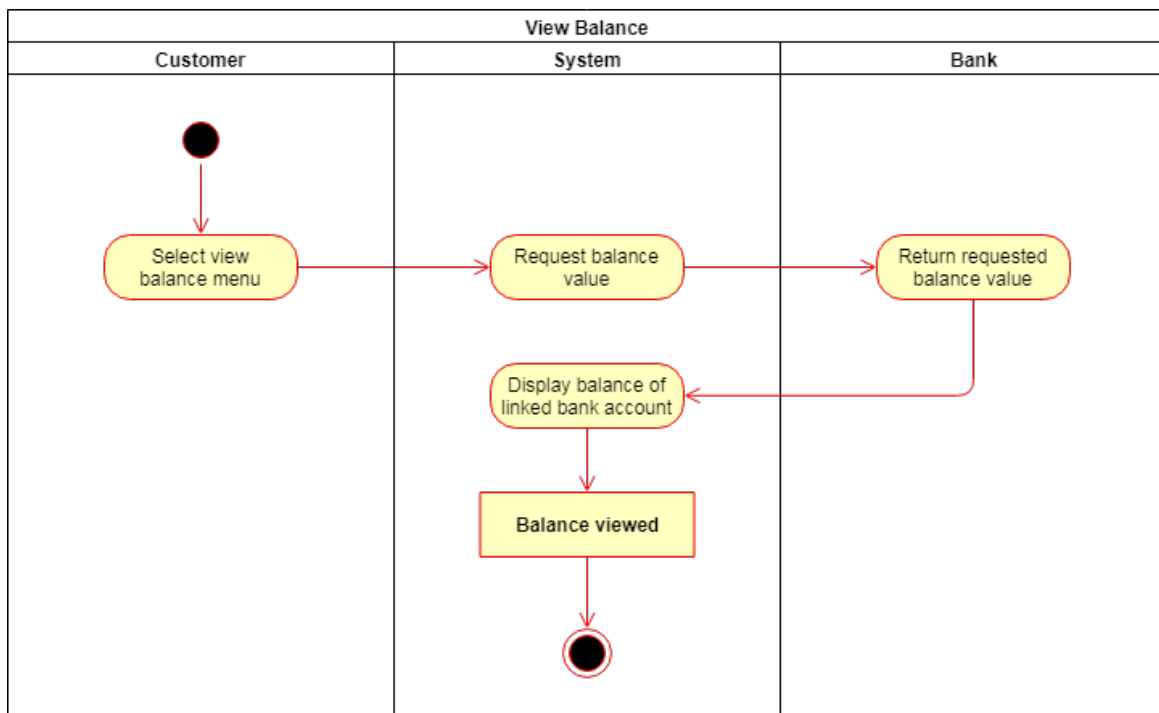 View Balance
Customer
System
Bank
Select view
balance menu
Request balance
value
Return requested
balance value
Display balance of
linked bank account
Balance viewed